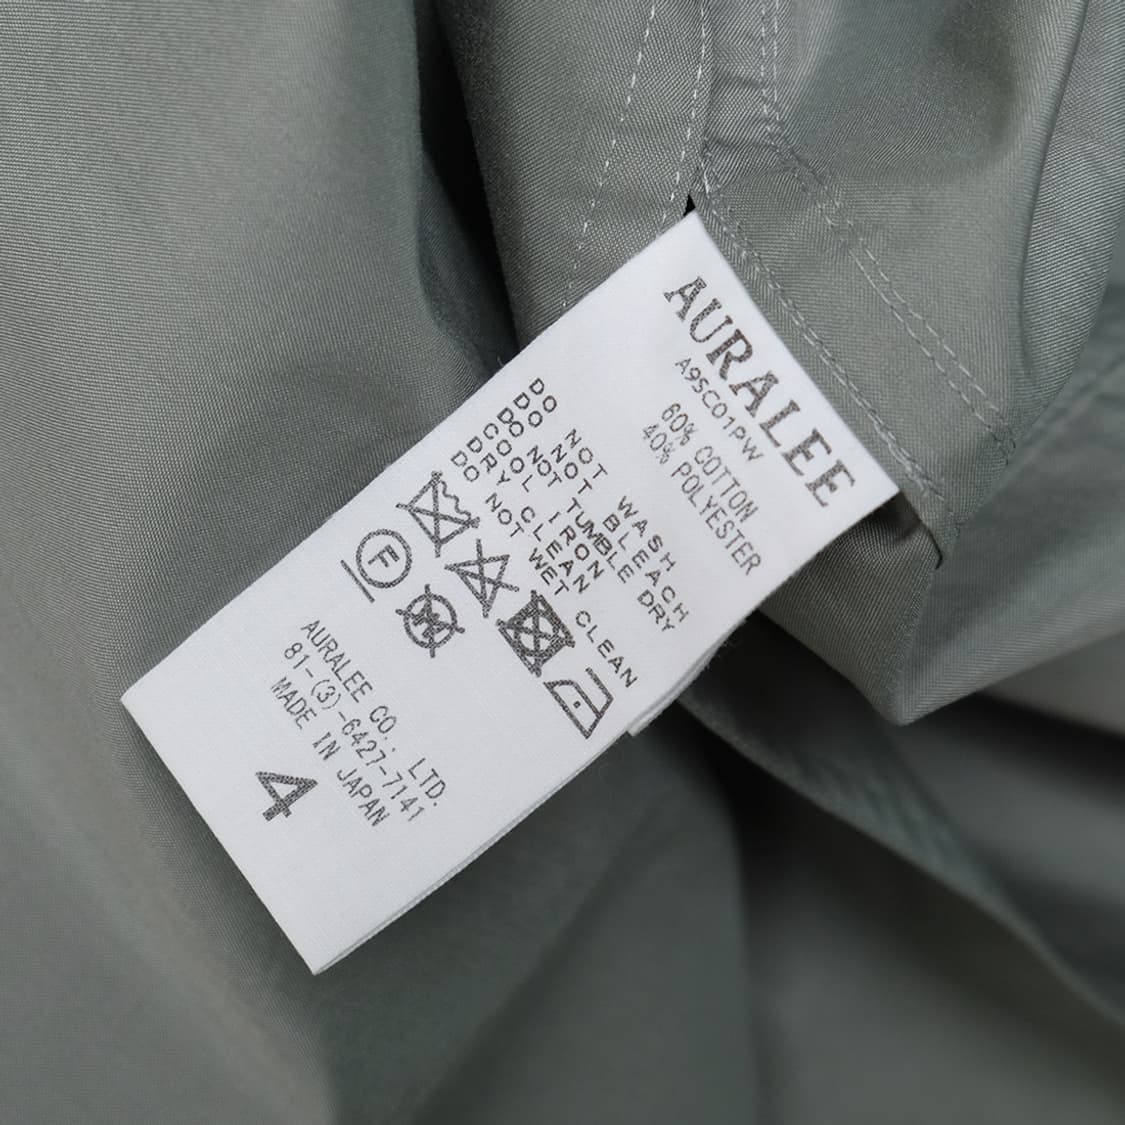 AURALEE
A9SC01PW
60% COTTON
40% POLYESTER
DO NOT WASH
DO NOT BLEACH
DO NOT TUMBLE DRY
COOL IRON
DRY CLEAN
DO NOT WET CLEAN
F
W
AURALEE CO., LTD.
81-(3)-6427-7141
MADE IN JAPAN
4